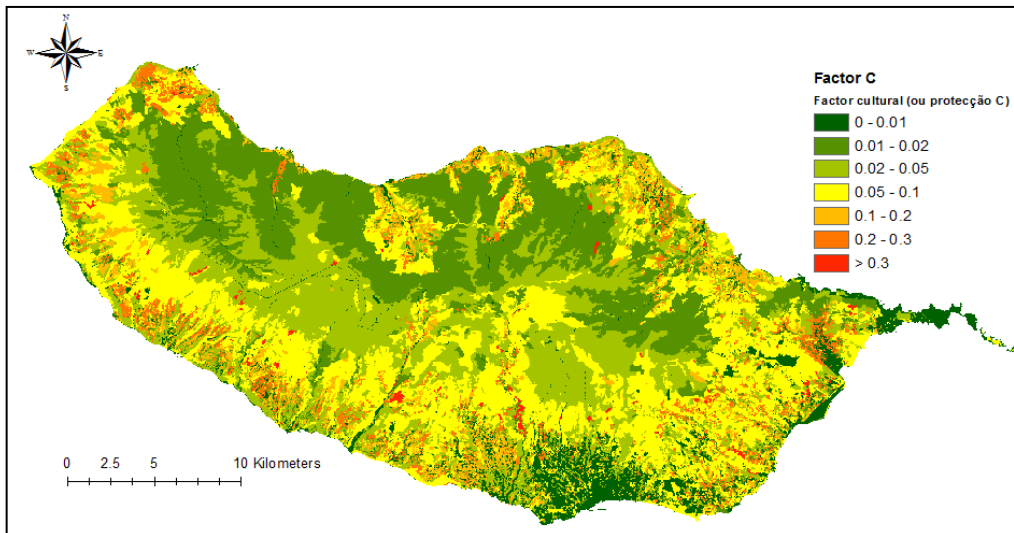 N
W E
S
Factor C
Factor cultural (ou protecção C)
0 - 0.01
0.01 - 0.02
0.02 - 0.05
0.05 - 0.1
0.1 - 0.2
0.2 - 0.3
> 0.3
0 2.5 5 10 Kilometers